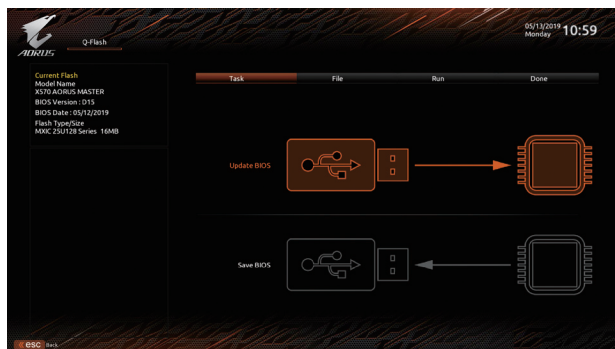 05/13/2019 10:59
Monday
Q-Flash
AORUS
Current Flash
Model Name
X570 AORUS MASTER
BIOS Version : D15
BIOS Date : 05/12/2019
Flash Type/Size
MXIC 25U128 Series 16MB
Task File Run Done
Update BIOS
Save BIOS
esc Back